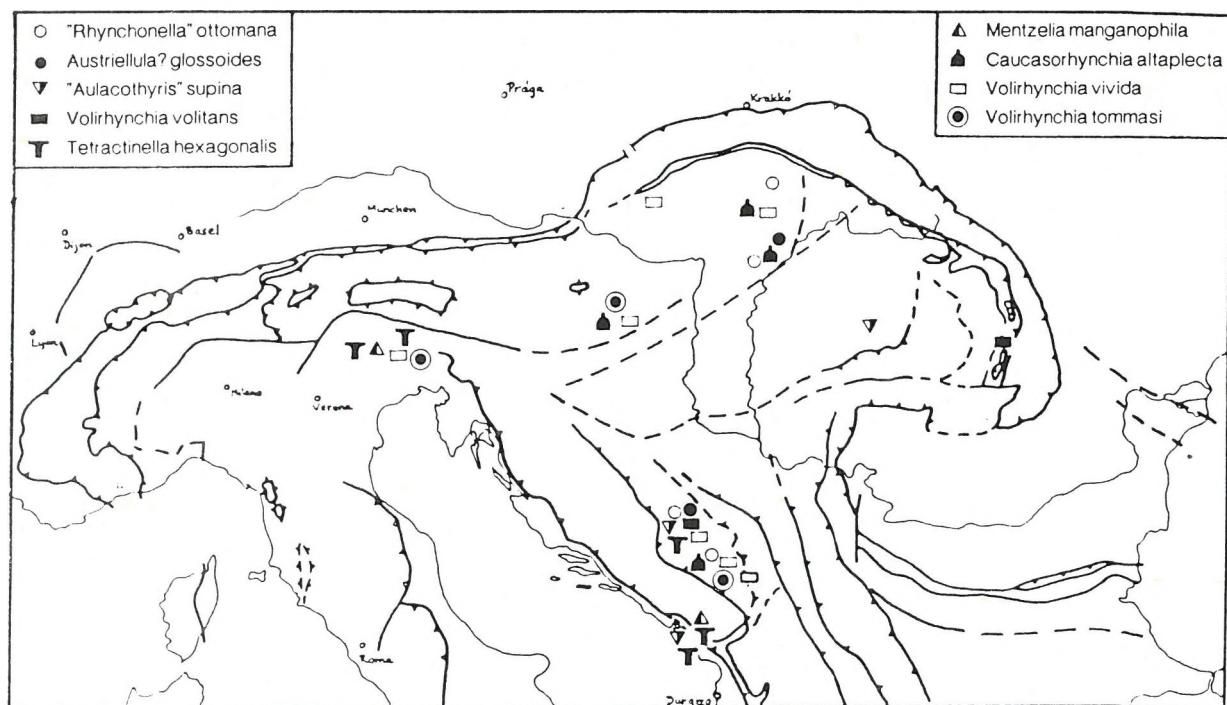 "Rhynchonella" ottomana
Austriellula? glossoides
"Aulacothyris" supina
Volirhynchia volitans
Tetractinella hexagonalis
Mentzelia manganophila
Caucasorhynchia altaplecta
Volirhynchia vivida
Volirhynchia tommasi
Prága
Krakkó
München
Dijon
Basel
Lyon
Milano
Verona
Roma
Durazzo